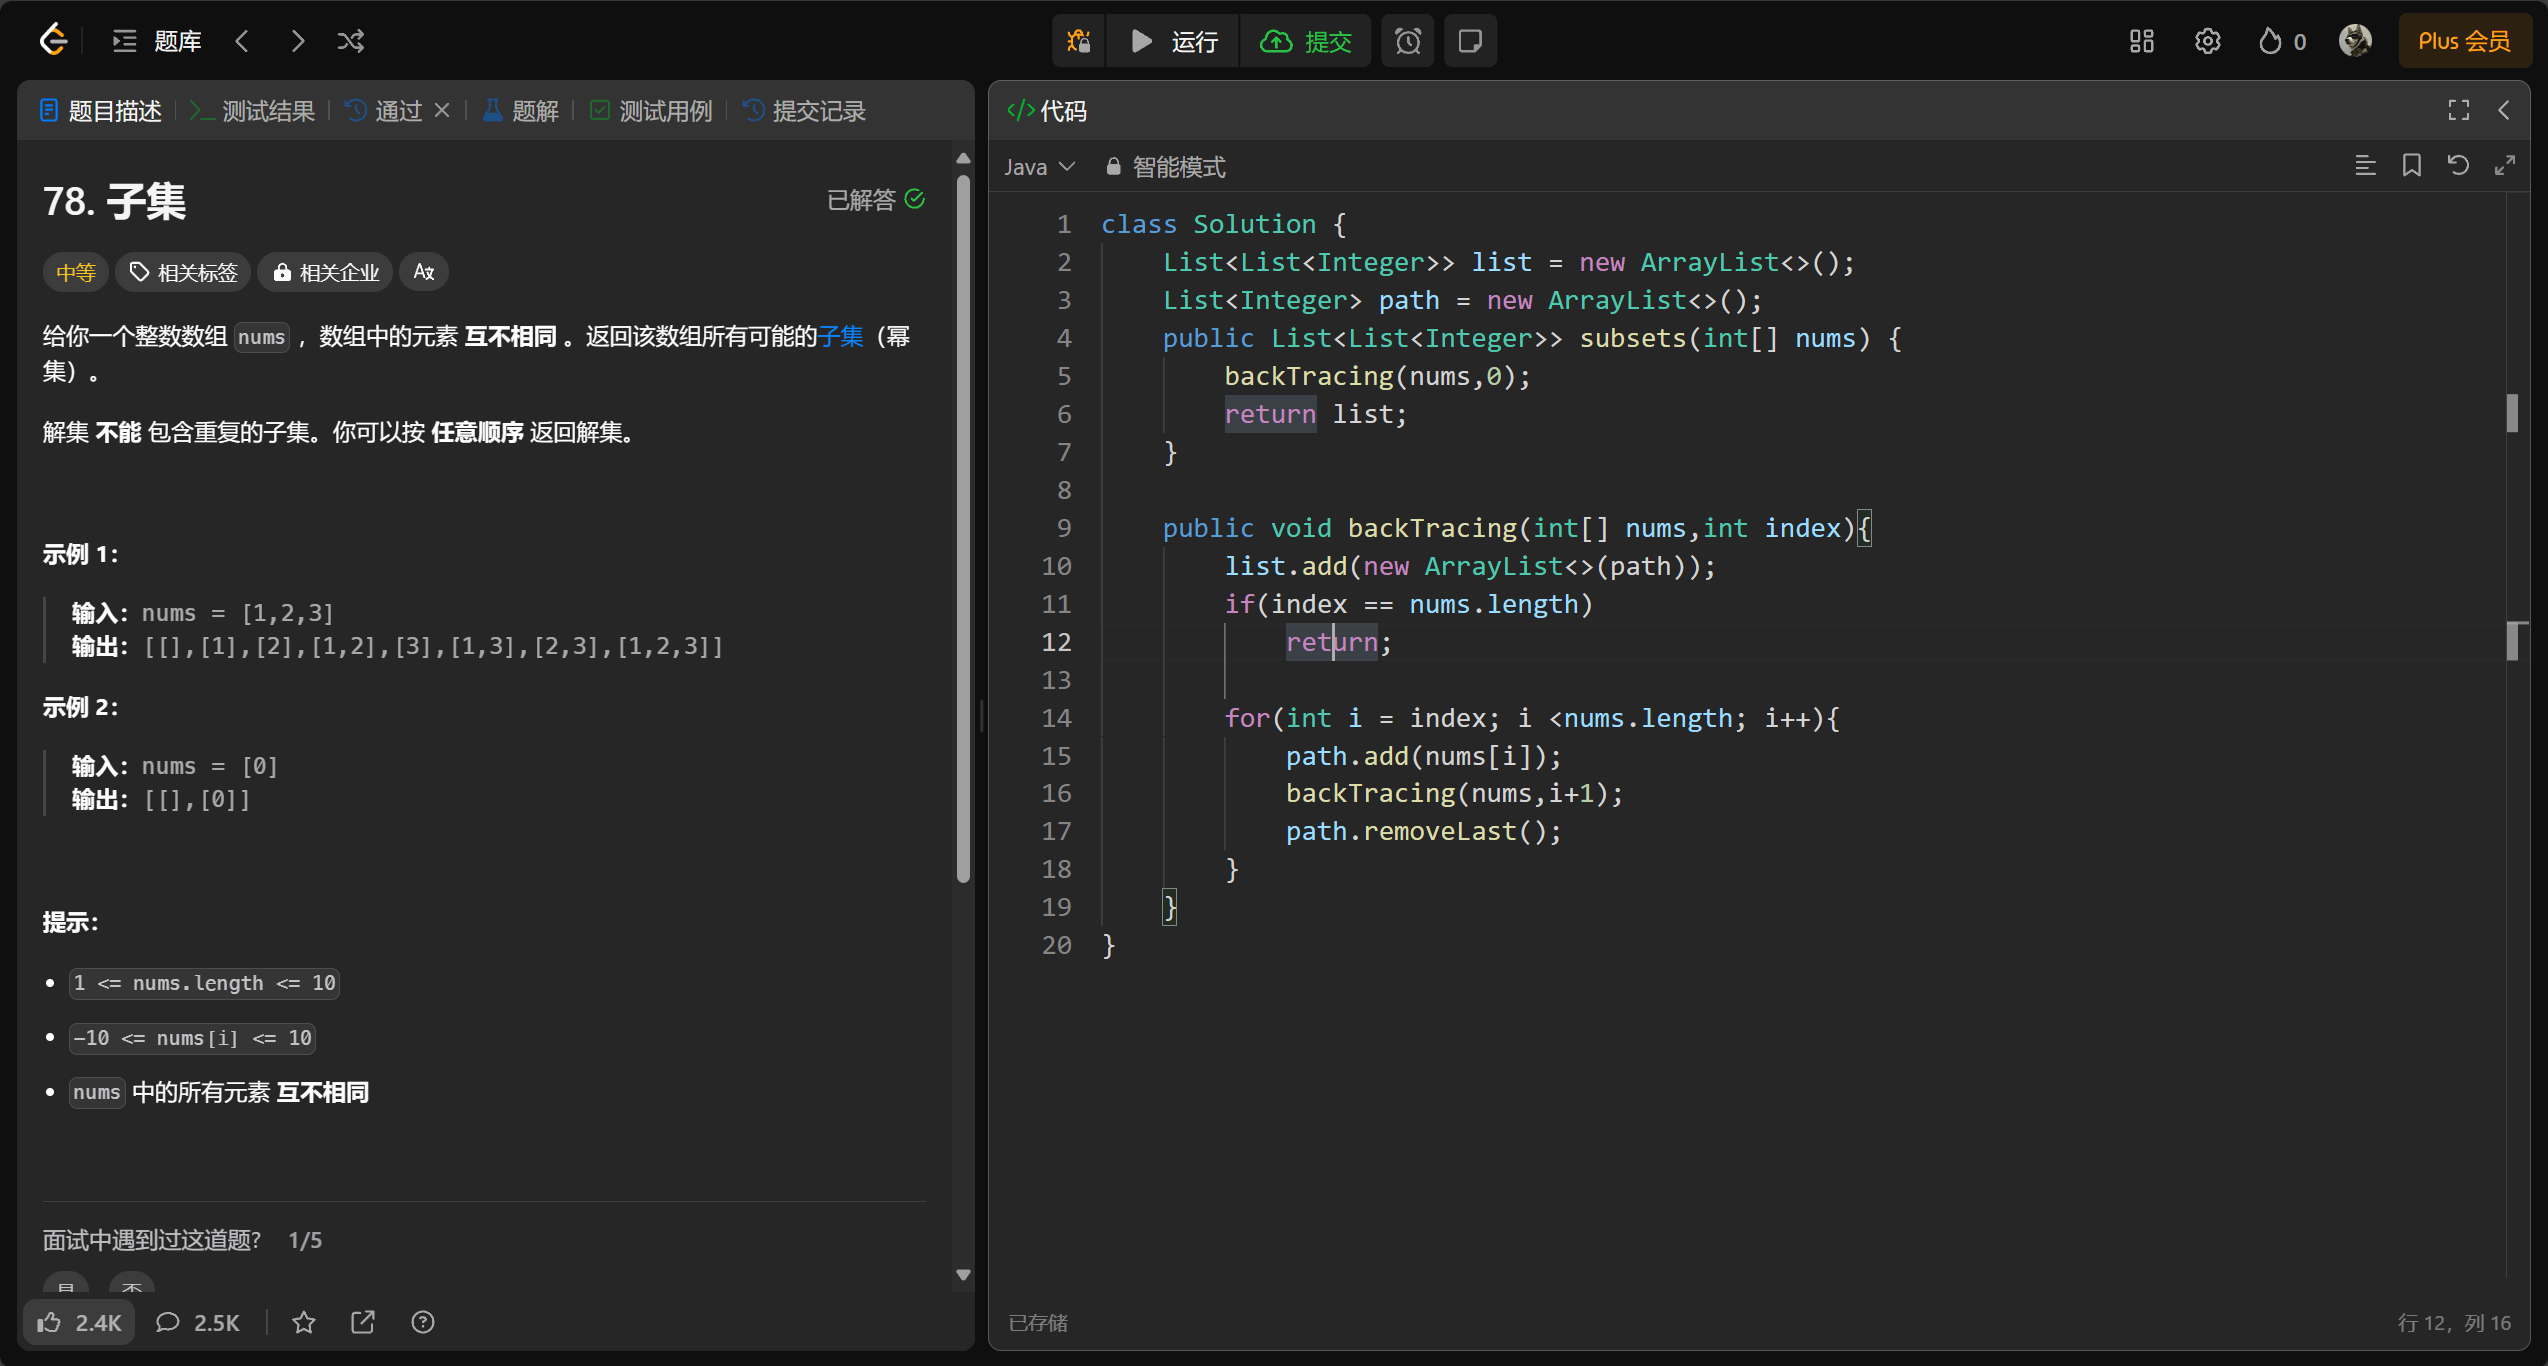 题库
运行
提交
0
Plus 会员
题目描述
测试结果
通过
题解
测试用例
提交记录
78. 子集
已解答
中等
相关标签
相关企业
给你一个整数数组 nums ，数组中的元素 互不相同 。返回该数组所有可能的子集（幂
集）。
解集 不能 包含重复的子集。你可以按 任意顺序 返回解集。
示例 1：
输入：nums = [1,2,3]
输出：[[],[1],[2],[1,2],[3],[1,3],[2,3],[1,2,3]]
示例 2：
输入：nums = [0]
输出：[[],[0]]
提示：
1 <= nums.length <= 10
-10 <= nums[i] <= 10
nums 中的所有元素 互不相同
面试中遇到过这道题? 1/5
2.4K
2.5K
</> 代码
Java
智能模式
1 class Solution {
2 List<List<Integer>> list = new ArrayList<>();
3 List<Integer> path = new ArrayList<>();
4 public List<List<Integer>> subsets(int[] nums) {
5 backTracing(nums,0);
6 return list;
7 }
8
9 public void backTracing(int[] nums,int index){
10 list.add(new ArrayList<>(path));
11 if(index == nums.length)
12 return;
13
14 for(int i = index; i <nums.length; i++){
15 path.add(nums[i]);
16 backTracing(nums,i+1);
17 path.removeLast();
18 }
19 }
20 }
已存储
行 12，列 16